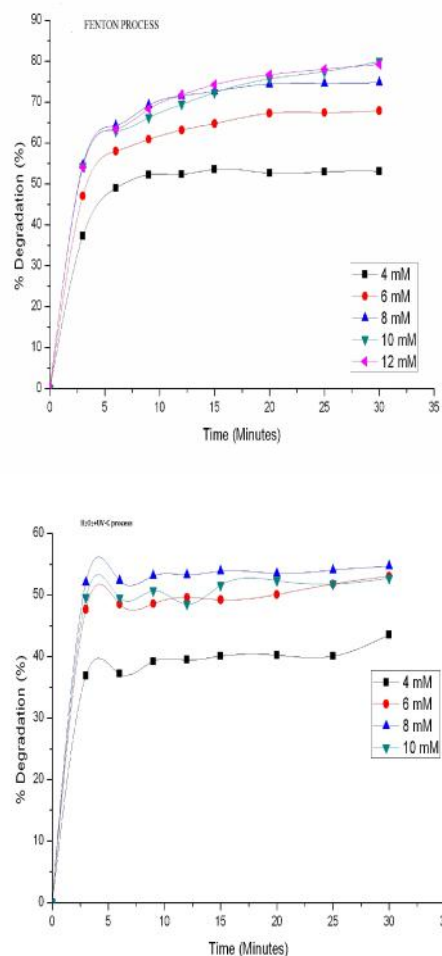 FENTON PROCESS
90
80
70
60
50
40
30
20
10
0
% Degradation (%)
4 mM
6 mM
8 mM
10 mM
12 mM
0 5 10 15 20 25 30 35
Time (Minutes)
H₂O₂+UV-C process
60
50
40
30
20
10
0
% Degradation (%)
4 mM
6 mM
8 mM
10 mM
0 5 10 15 20 25 30
Time (Minutes)